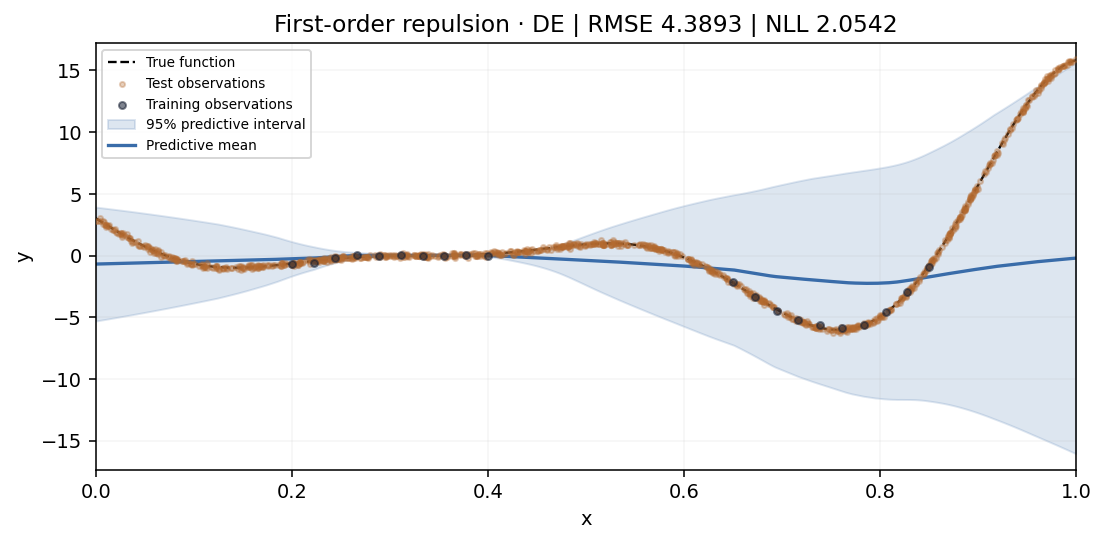 First-order repulsion · DE | RMSE 4.3893 | NLL 2.0542
True function
Test observations
Training observations
95% predictive interval
Predictive mean
y
15
10
5
0
−5
−10
−15
0.0 0.2 0.4 0.6 0.8 1.0
x